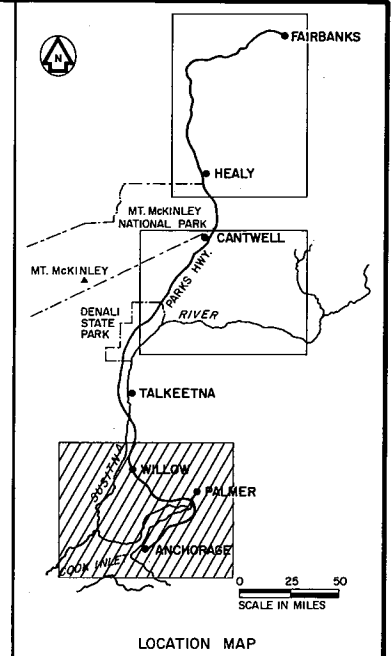 N
FAIRBANKS
HEALY
MT. McKINLEY
NATIONAL PARK
CANTWELL
MT. McKINLEY
PARKS HWY.
DENALI
STATE
PARK
RIVER
TALKEETNA
SUSITNA
WILLOW
PALMER
ANCHORAGE
COOK INLET
0 25 50
SCALE IN MILES
LOCATION MAP